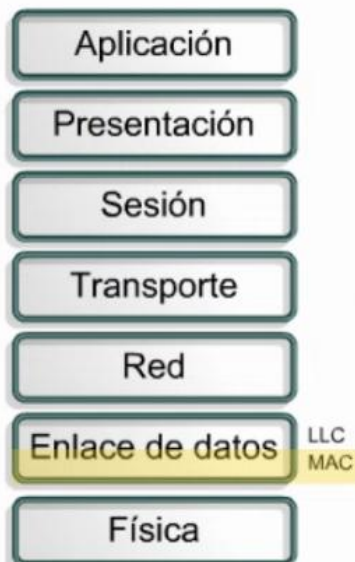 Aplicación
Presentación
Sesión
Transporte
Red
Enlace de datos
LLC
MAC
Física